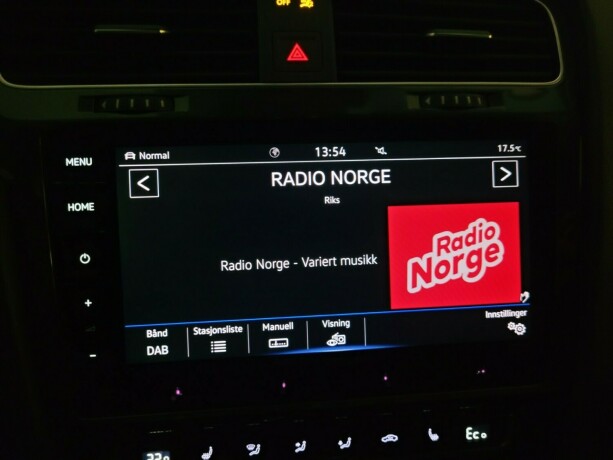 OFF
MENU
Normal
13:54
17.5°C
HOME
RADIO NORGE
Riks
Radio Norge - Variert musikk
Radio
Norge
+
-
Bånd
DAB
Stasjonsliste
Manuell
Visning
Innstillinger
Eco